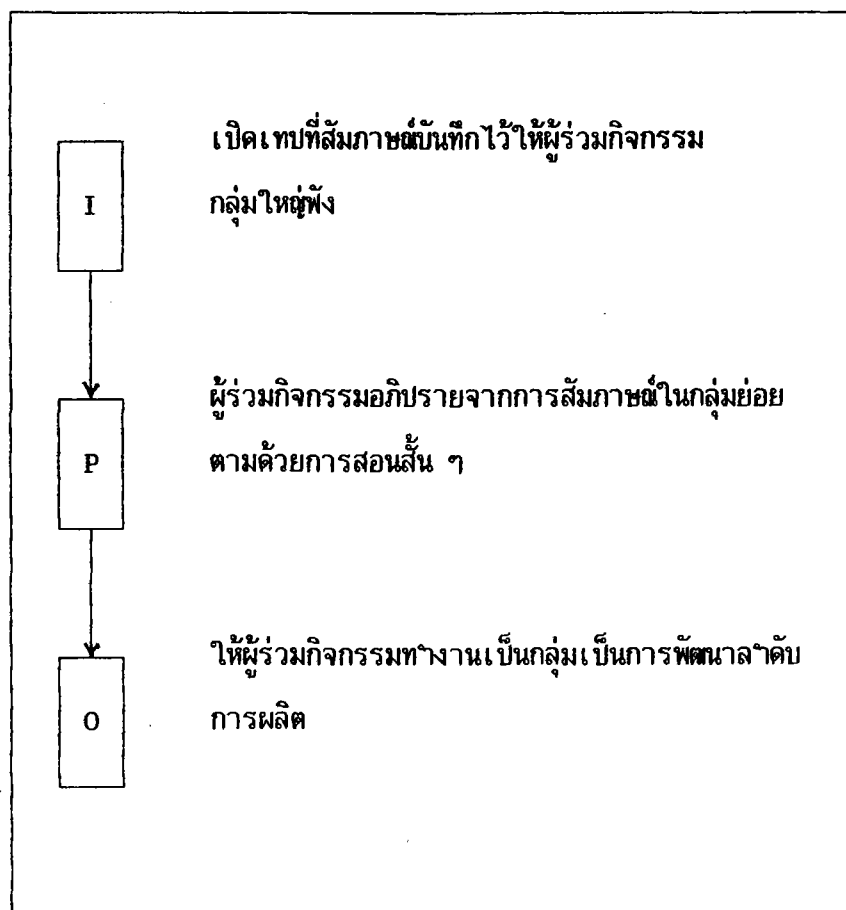 เปิดเทปที่สัมภาษณ์บันทึกไว้ให้ผู้ร่วมกิจกรรม
I กลุ่มใหญ่ฟัง
ผู้ร่วมกิจกรรมอภิปรายจากการสัมภาษณ์ในกลุ่มย่อย
P ตามด้วยการสอนสั้น ๆ
ให้ผู้ร่วมกิจกรรมทำงานเป็นกลุ่มเป็นการพัฒนาลำดับ
O การผลิต